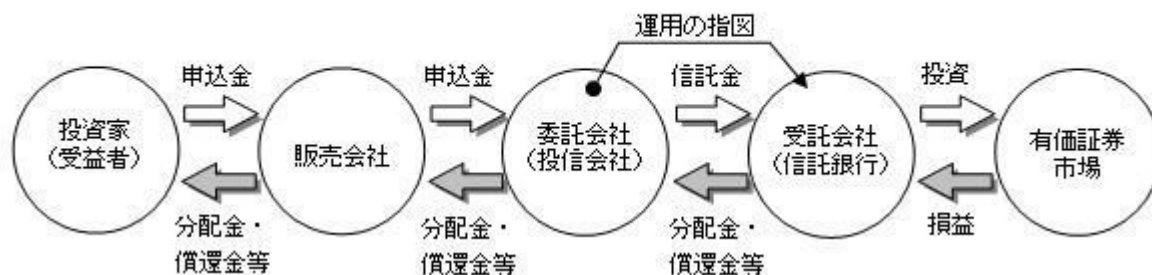 運用の指図
申込金
申込金
信託金
投資
投資家
(受益者)
販売会社
委託会社
(投信会社)
受託会社
(信託銀行)
有価証券
市場
分配金・
償還金等
分配金・
償還金等
分配金・
償還金等
損益